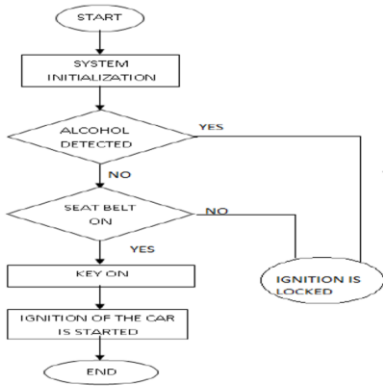 START
SYSTEM
INITIALIZATION
ALCOHOL
DETECTED
YES
NO
SEAT BELT
ON
NO
YES
KEY ON
IGNITION IS
LOCKED
IGNITION OF THE CAR
IS STARTED
END